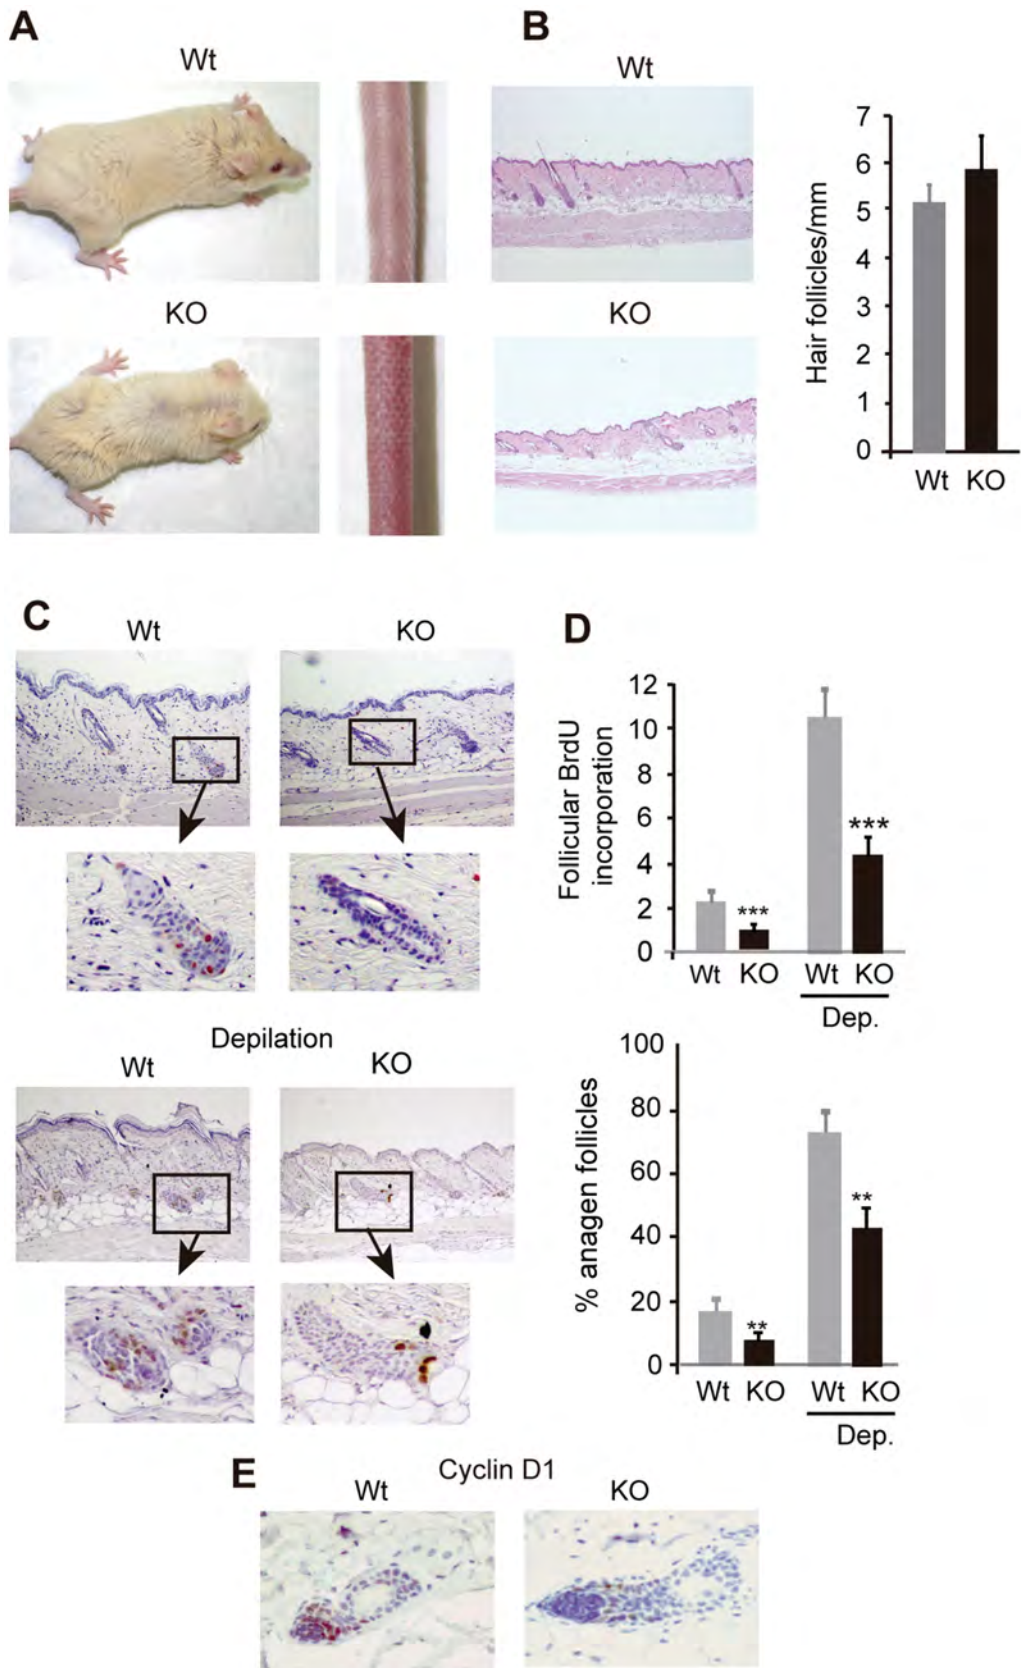 A
Wt
KO
B
Wt
KO
Hair follicles/mm
7
6
5
4
3
2
1
0
Wt KO
C
Wt KO
Depilation
Wt KO
D
Follicular BrdU
incorporation
12
10
8
6
4
2
0
***
***
Wt KO Wt KO
Dep.
% anagen follicles
100
80
60
40
20
0
**
**
Wt KO Wt KO
Dep.
E
Cyclin D1
Wt KO